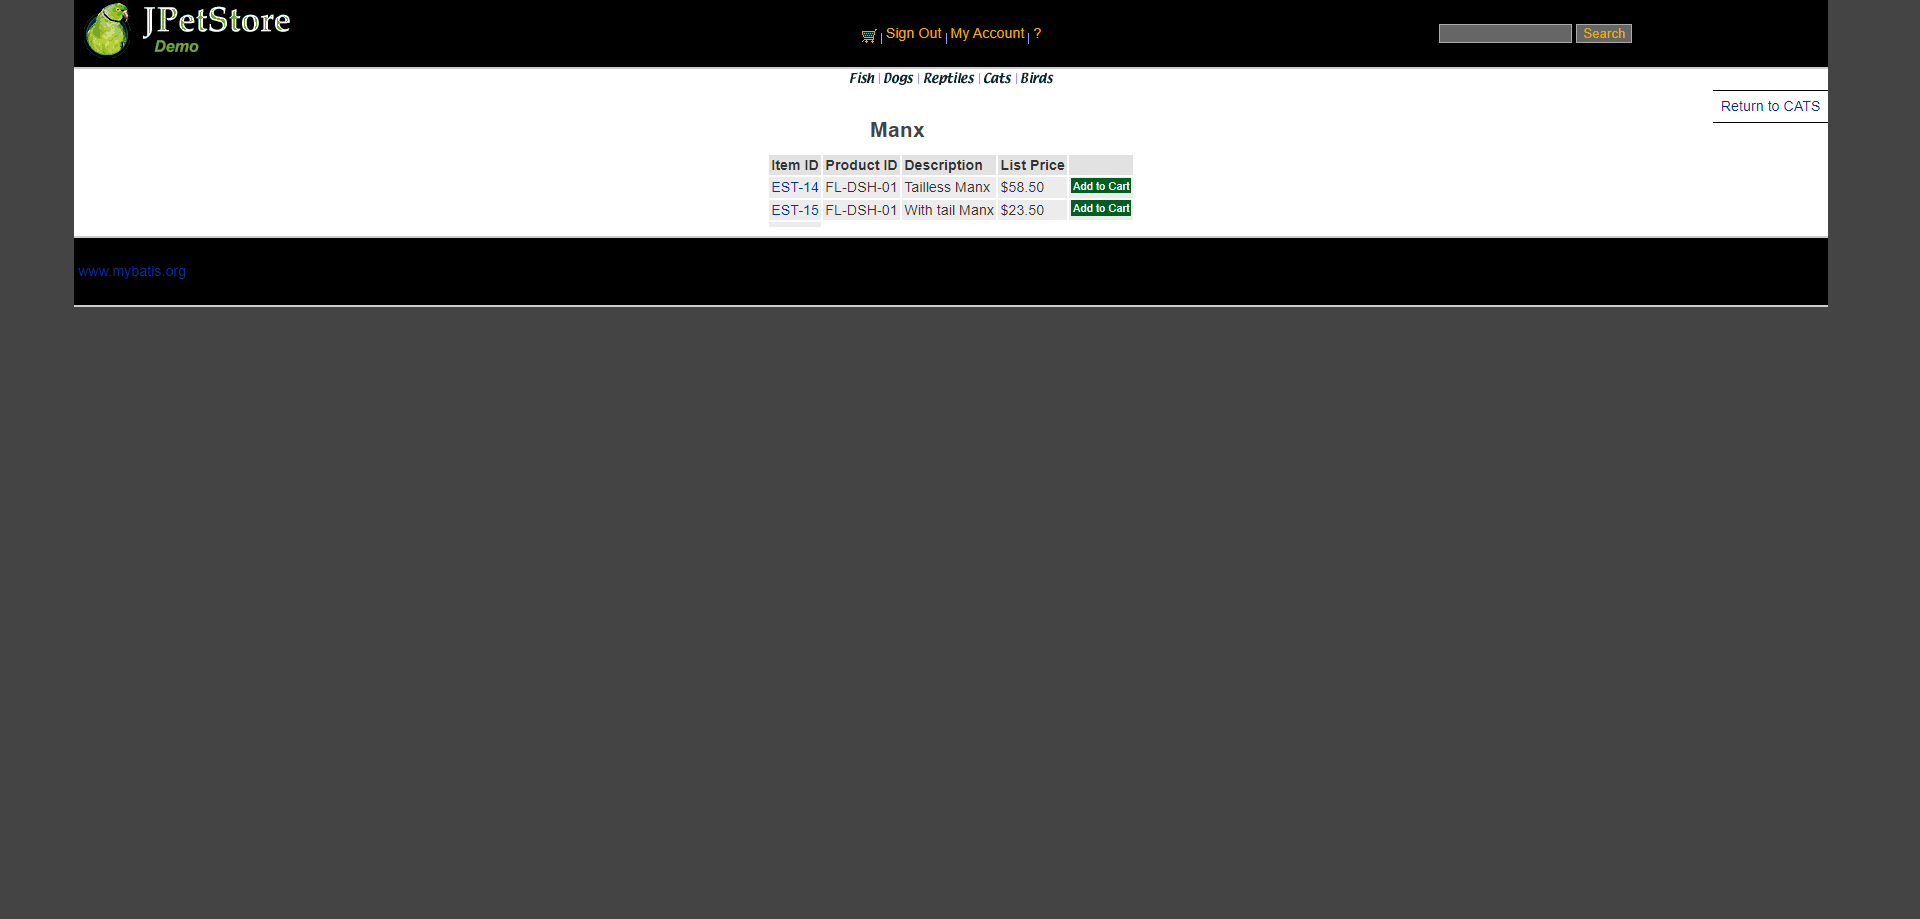 JPetStore
Demo
Sign Out My Account ?
Search
Fish Dogs Reptiles Cats Birds
Return to CATS
Manx
Item ID Product ID Description List Price
EST-14 FL-DSH-01 Tailless Manx $58.50 Add to Cart
EST-15 FL-DSH-01 With tail Manx $23.50 Add to Cart
www.mybatis.org